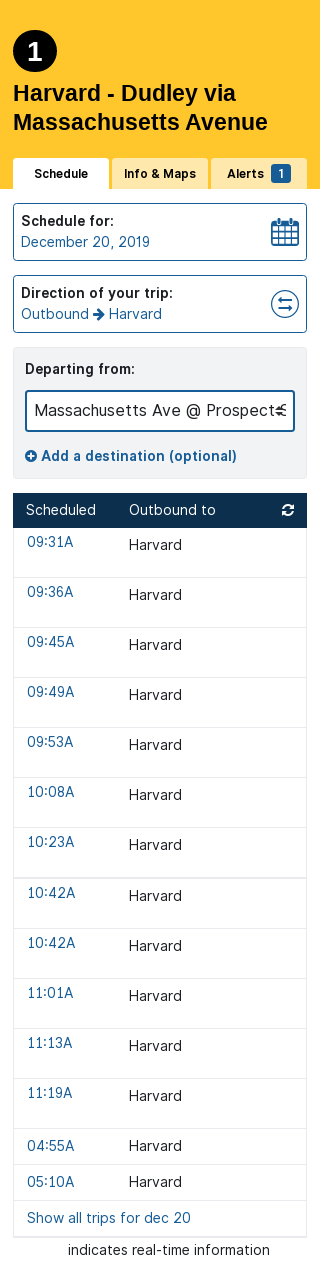 1
Harvard - Dudley via
Massachusetts Avenue
Schedule Info & Maps Alerts 1
Schedule for:
December 20, 2019
Direction of your trip:
Outbound Harvard
Departing from:
Massachusetts Ave @ Prospect S
Add a destination (optional)
Scheduled Outbound to
09:31A Harvard
09:36A Harvard
09:45A Harvard
09:49A Harvard
09:53A Harvard
10:08A Harvard
10:23A Harvard
10:42A Harvard
10:42A Harvard
11:01A Harvard
11:13A Harvard
11:19A Harvard
04:55A Harvard
05:10A Harvard
Show all trips for dec 20
indicates real-time information